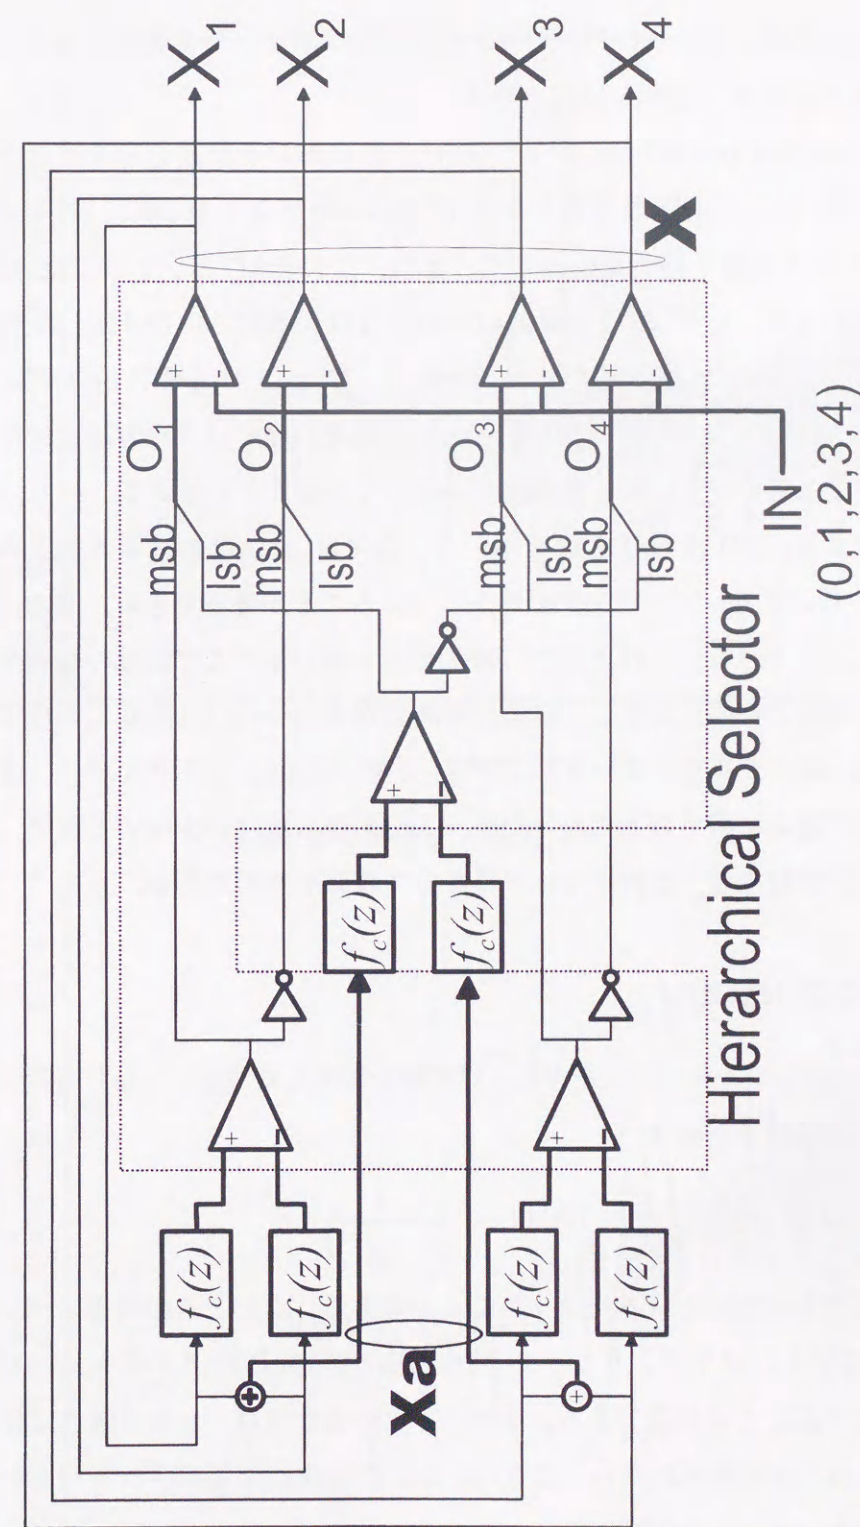 X1
X2
X3
X4
X
O1
O2
O3
O4
msb
lsb
msb
lsb
msb
lsb
msb
lsb
IN
(0,1,2,3,4)
Hierarchical Selector
fc(z)
fc(z)
fc(z)
fc(z)
fc(z)
fc(z)
Xa